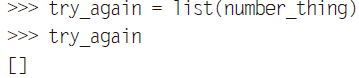 >>> try_again = list(number_thing)
>>> try_again
[]